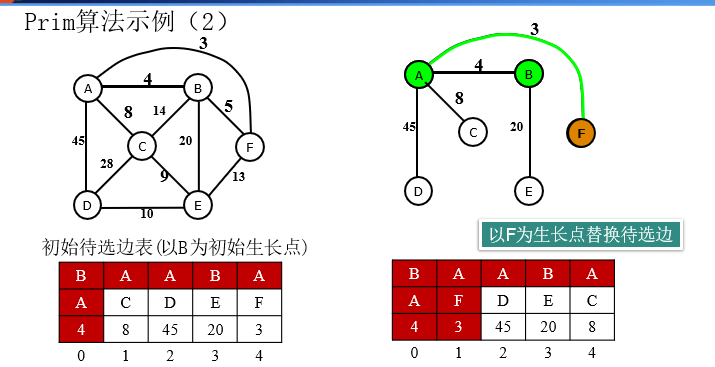 Prim算法示例（2）
3
A
4
B
8
14
5
45
C
20
F
28
9
13
D
10
E
3
A
4
B
8
45
C
20
F
D
E
初始待选边表(以B为初始生长点)
以F为生长点替换待选边
B A A B A
A C D E F
4 8 45 20 3
0 1 2 3 4
B A A B A
A F D E C
4 3 45 20 8
0 1 2 3 4